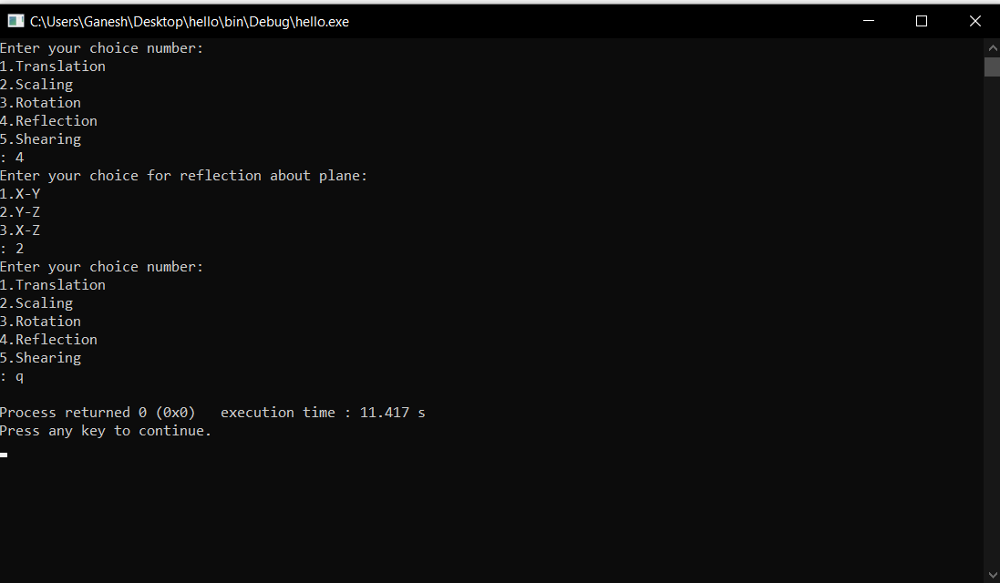 C:\Users\Ganesh\Desktop\hello\bin\Debug\hello.exe
Enter your choice number:
1.Translation
2.Scaling
3.Rotation
4.Reflection
5.Shearing
: 4
Enter your choice for reflection about plane:
1.X-Y
2.Y-Z
3.X-Z
: 2
Enter your choice number:
1.Translation
2.Scaling
3.Rotation
4.Reflection
5.Shearing
: q
Process returned 0 (0x0)   execution time : 11.417 s
Press any key to continue.